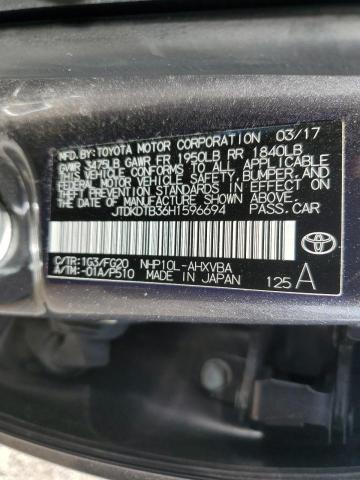 MFD.BY:TOYOTA MOTOR CORPORATION 03/17
GVWR 3475LB GAWR FR 1950LB RR 1840LB
THIS VEHICLE CONFORMS TO ALL APPLICABLE
FEDERAL MOTOR VEHICLE SAFETY, BUMPER, AND
THEFT PREVENTION STANDARDS IN EFFECT ON
THE DATE OF MANUFACTURE SHOWN ABOVE.
JTDKDTB36H1596694 PASS.CAR
C/TR:1G3/FG20 NHP10L-AHXVBA
A/TM:-01A/P510 MADE IN JAPAN 125 A
TOYOTA